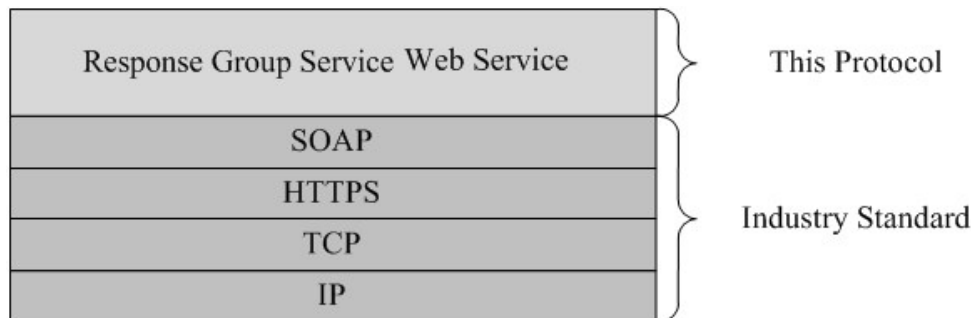 Response Group Service Web Service
This Protocol
SOAP
HTTPS
TCP
IP
Industry Standard